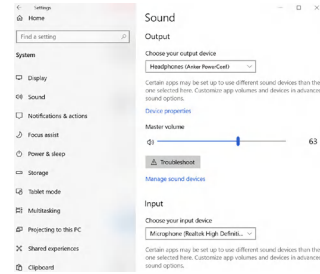 Settings
Home
Find a setting
System
Display
Sound
Notifications & actions
Focus assist
Power & sleep
Storage
Tablet mode
Multitasking
Projecting to this PC
Shared experiences
Clipboard
Sound
Output
Choose your output device
Headphones (Anker PowerConf)
Certain apps may be set up to use different sound devices than the
one selected here. Customize app volumes and devices in advanced
sound options.
Device properties
Master volume
63
Troubleshoot
Manage sound devices
Input
Choose your input device
Microphone (Realtek High Definiti...
Certain apps may be set up to use different sound devices than the
one selected here. Customize app volumes and devices in advanced
sound options.